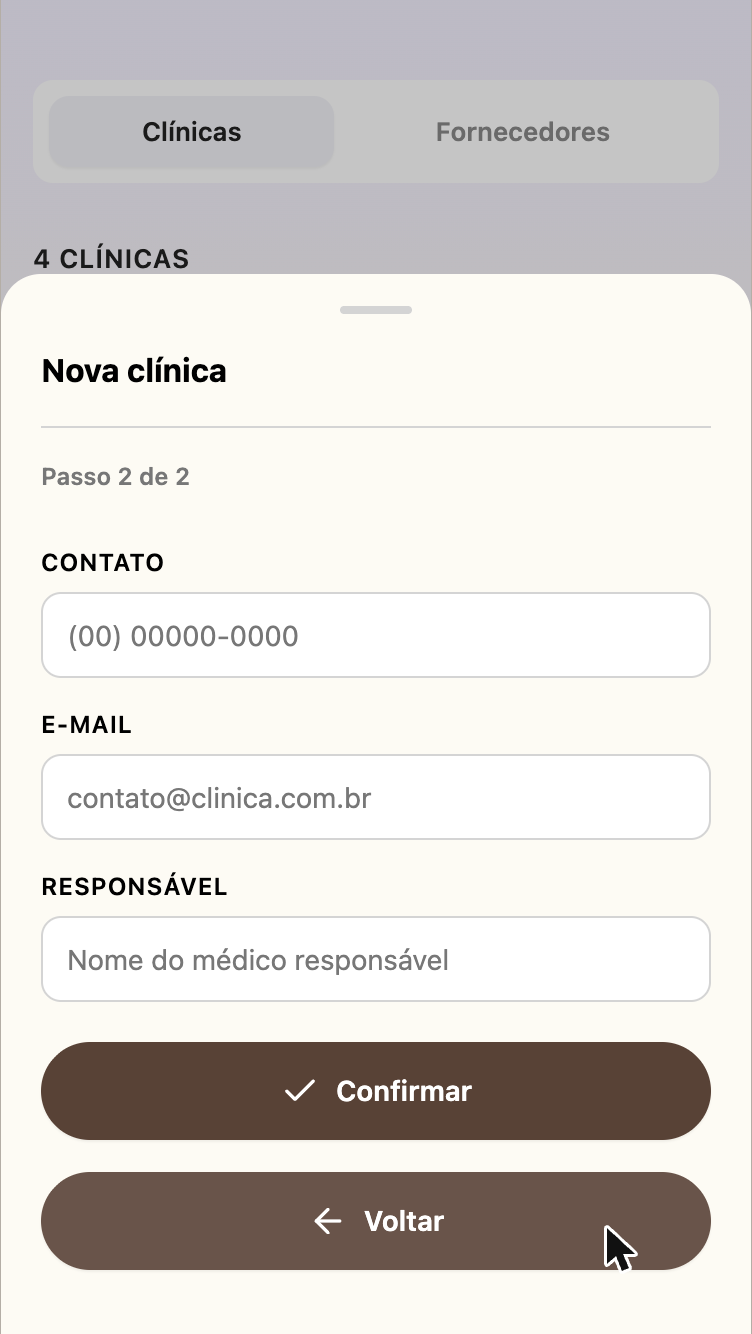 Clínicas
Fornecedores
4 CLÍNICAS
Nova clínica
Passo 2 de 2
CONTATO
(00) 00000-0000
E-MAIL
contato@clinica.com.br
RESPONSÁVEL
Nome do médico responsável
Confirmar
Voltar